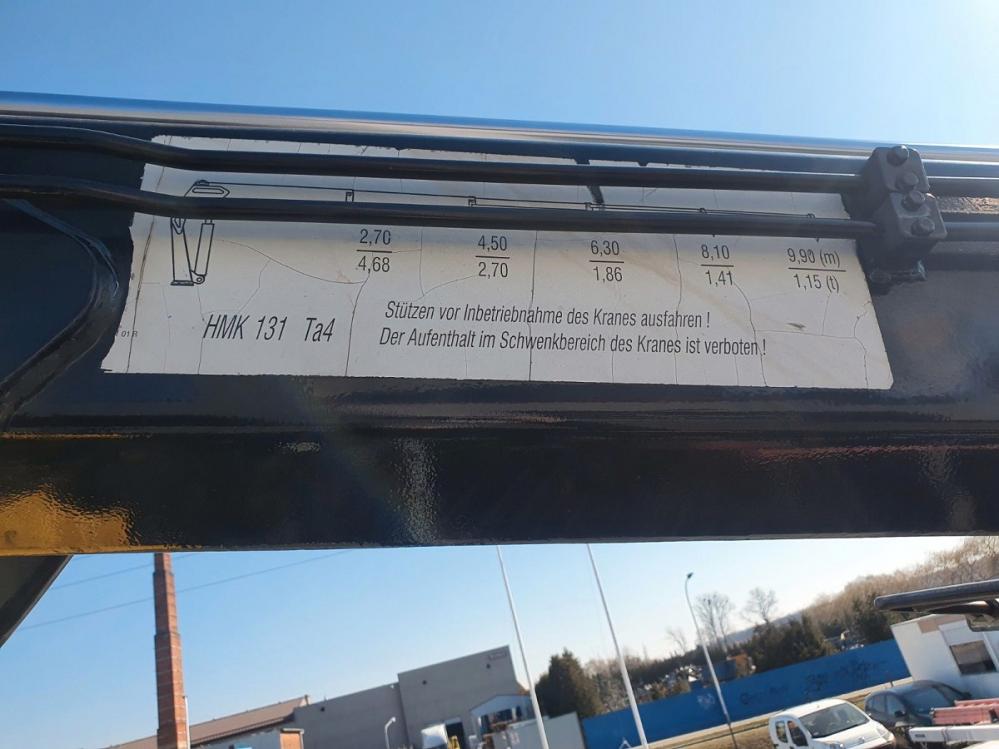 2,70 4,50 6,30 8,10 9,90 (m)
4,68 2,70 1,86 1,41 1,15 (t)
Stützen vor Inbetriebnahme des Kranes ausfahren !
01 R HMK 131 Ta4
Der Aufenthalt im Schwenkbereich des Kranes ist verboten !